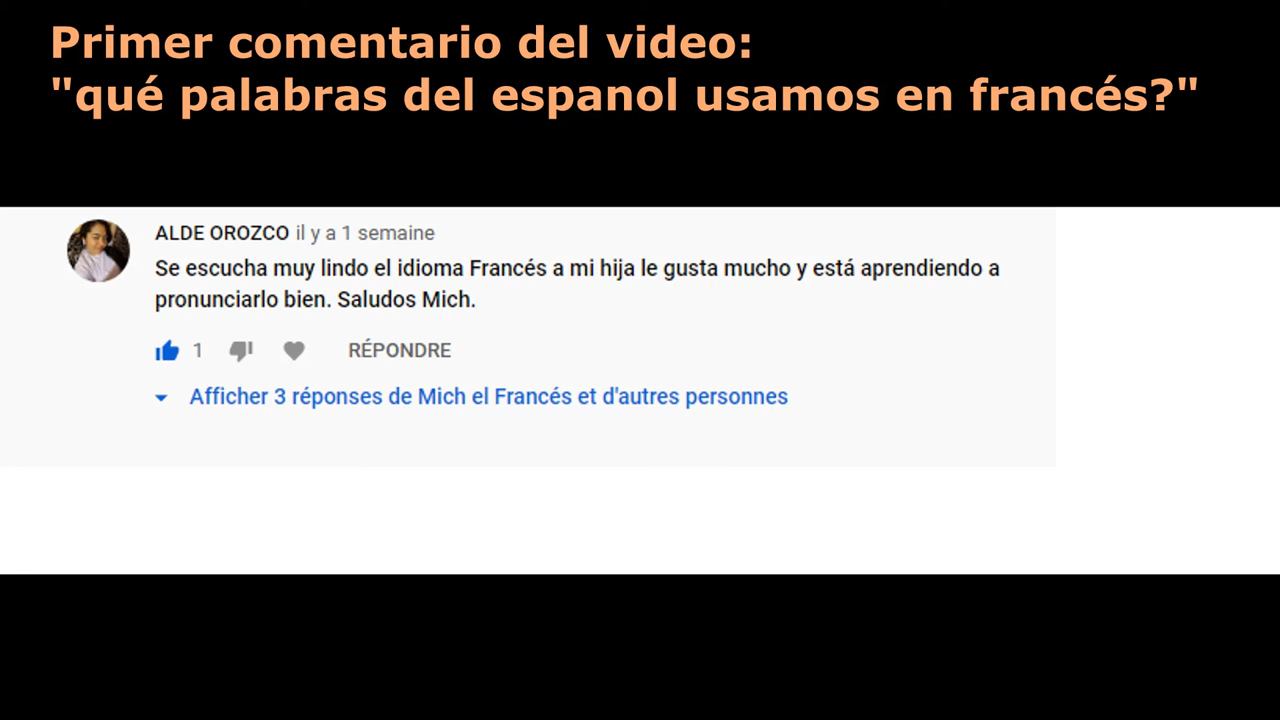 Primer comentario del video:
"qué palabras del espanol usamos en francés?"
ALDE OROZCO il y a 1 semaine
Se escucha muy lindo el idioma Francés a mi hija le gusta mucho y está aprendiendo a
pronunciarlo bien. Saludos Mich.
1 RÉPONDRE
Afficher 3 réponses de Mich el Francés et d'autres personnes